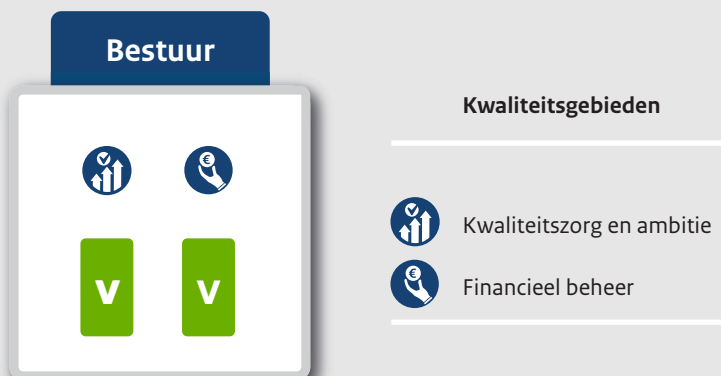 Bestuur
V V
Kwaliteitsgebieden
Kwaliteitszorg en ambitie
Financieel beheer